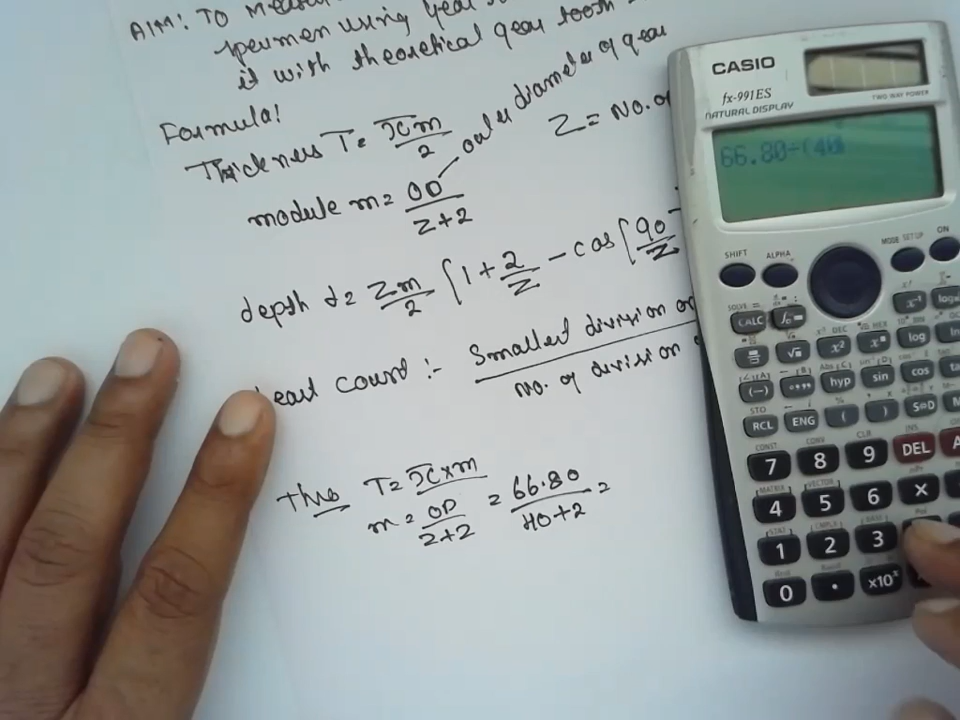 AIM: To Measu
specimen using gear
it with theoretical gear tooth
Formula:
Thickness T= πm/2
outer diameter of gear
Z = No. of
module m= OD/Z+2
depth d= Zm/2 [1 + 2/Z - cos [90/Z
Least count :- Smallest division on
No. of division
Thus T= π×m
m = OD/Z+2 = 66.80/40+2 =
CASIO
fx-991ES
TWO WAY POWER
NATURAL DISPLAY
66.80÷(40
SHIFT ALPHA MODE SETUP ON
CALC
log
hyp sin cos
RCL ENG ( ) S⇔D
7 8 9 DEL
4 5 6 ×
1 2 3
0 . ×10ˣ